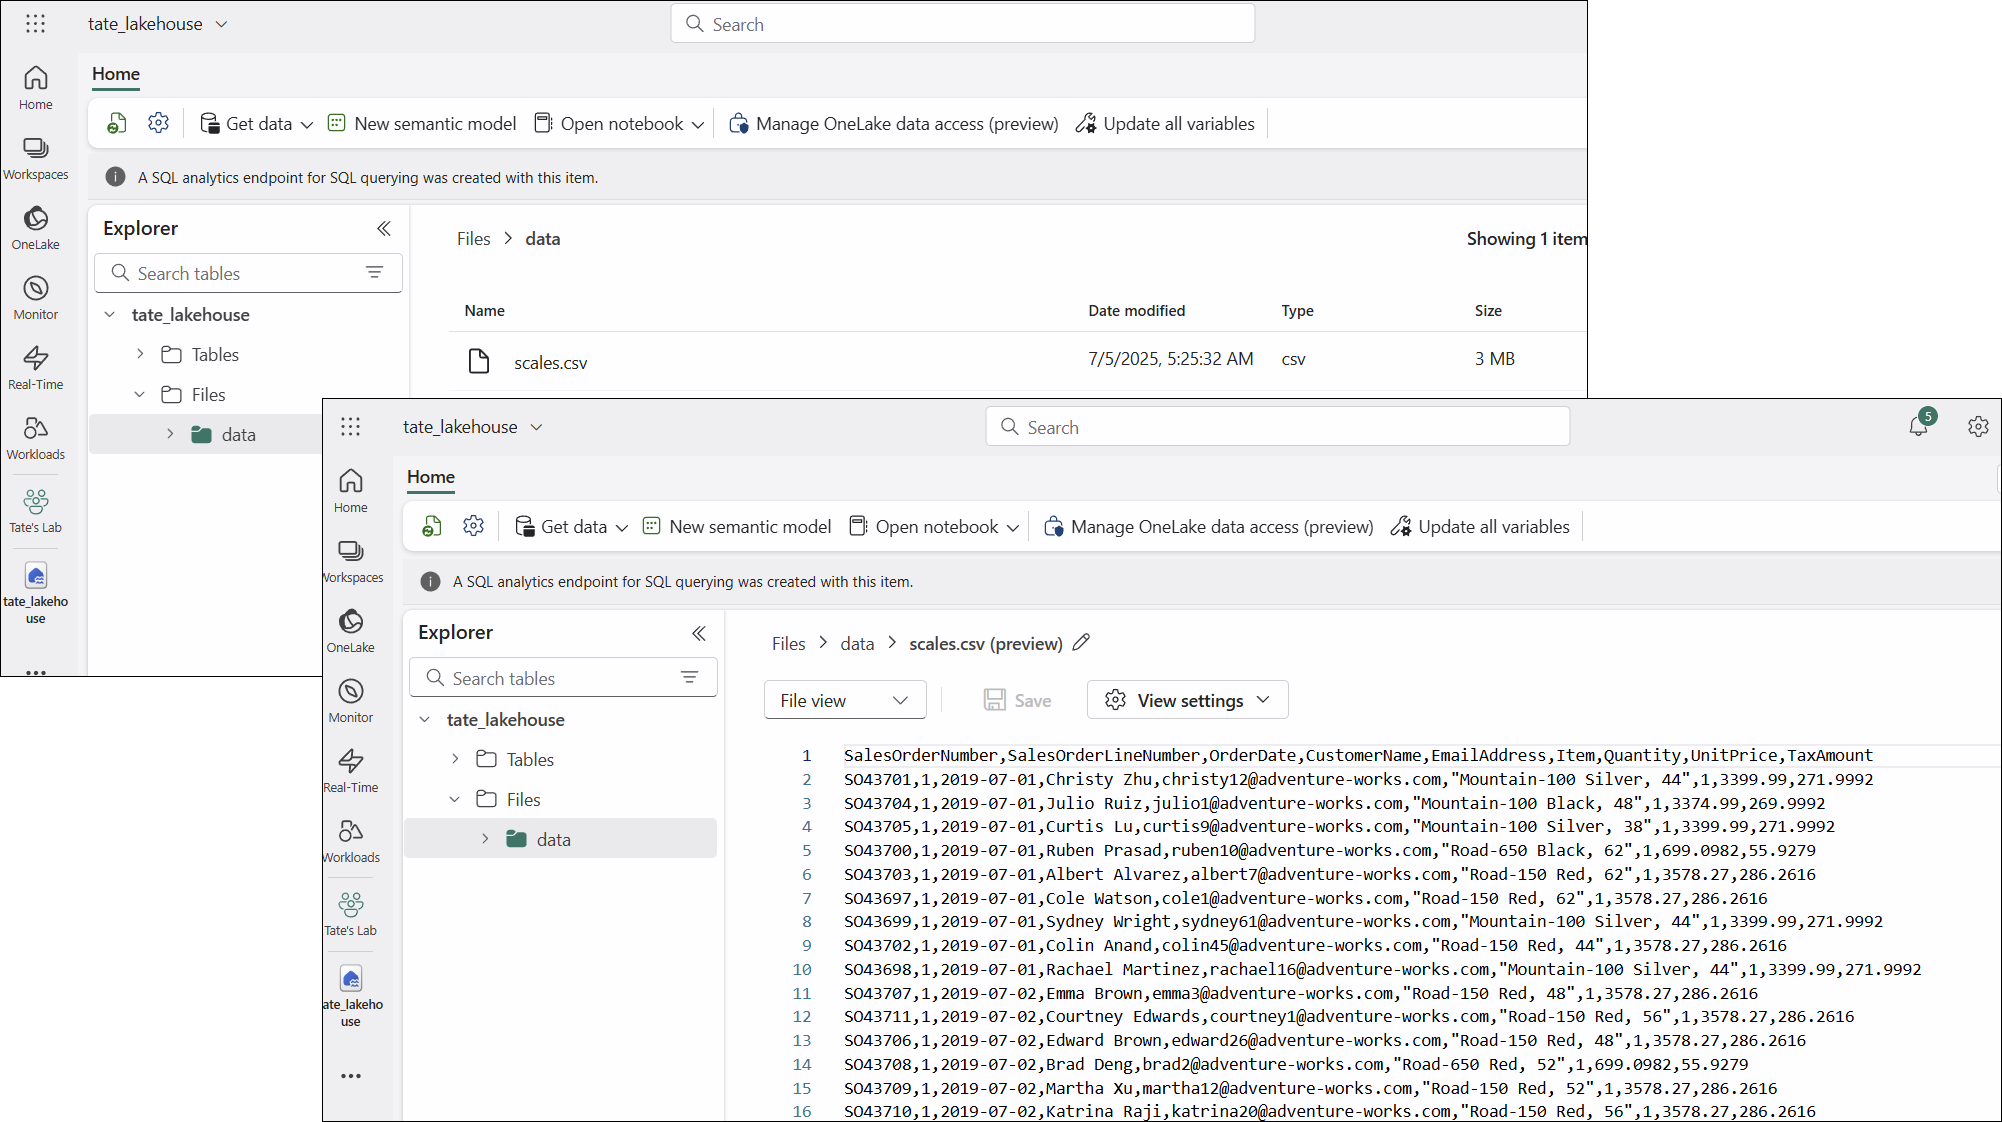 tate_lakehouse
Search
Home
Home
Get data
New semantic model
Open notebook
Manage OneLake data access (preview)
Update all variables
Workspaces
A SQL analytics endpoint for SQL querying was created with this item.
OneLake
Explorer
Files
data
Showing 1 item
Search tables
Monitor
tate_lakehouse
Name
Date modified
Type
Size
Tables
scales.csv
7/5/2025, 5:25:32 AM
csv
3 MB
Real-Time
Files
data
Workloads
Tate's Lab
tate_lakeho
use
tate_lakehouse
Search
5
Home
Home
Get data
New semantic model
Open notebook
Manage OneLake data access (preview)
Update all variables
Workspaces
A SQL analytics endpoint for SQL querying was created with this item.
OneLake
Explorer
Files
data
scales.csv (preview)
Search tables
File view
Save
View settings
Monitor
tate_lakehouse
Tables
Real-Time
Files
data
Workloads
Tate's Lab
ate_lakeho
use
1 SalesOrderNumber,SalesOrderLineNumber,OrderDate,CustomerName,EmailAddress,Item,Quantity,UnitPrice,TaxAmount
2 SO43701,1,2019-07-01,Christy Zhu,christy12@adventure-works.com,"Mountain-100 Silver, 44",1,3399.99,271.9992
3 SO43704,1,2019-07-01,Julio Ruiz,julio1@adventure-works.com,"Mountain-100 Black, 48",1,3374.99,269.9992
4 SO43705,1,2019-07-01,Curtis Lu,curtis9@adventure-works.com,"Mountain-100 Silver, 38",1,3399.99,271.9992
5 SO43700,1,2019-07-01,Ruben Prasad,ruben10@adventure-works.com,"Road-650 Black, 62",1,699.0982,55.9279
6 SO43703,1,2019-07-01,Albert Alvarez,albert7@adventure-works.com,"Road-150 Red, 62",1,3578.27,286.2616
7 SO43697,1,2019-07-01,Cole Watson,cole1@adventure-works.com,"Road-150 Red, 62",1,3578.27,286.2616
8 SO43699,1,2019-07-01,Sydney Wright,sydney61@adventure-works.com,"Mountain-100 Silver, 44",1,3399.99,271.9992
9 SO43702,1,2019-07-01,Colin Anand,colin45@adventure-works.com,"Road-150 Red, 44",1,3578.27,286.2616
10 SO43698,1,2019-07-01,Rachael Martinez,rachael16@adventure-works.com,"Mountain-100 Silver, 44",1,3399.99,271.9992
11 SO43707,1,2019-07-02,Emma Brown,emma3@adventure-works.com,"Road-150 Red, 48",1,3578.27,286.2616
12 SO43711,1,2019-07-02,Courtney Edwards,courtney1@adventure-works.com,"Road-150 Red, 56",1,3578.27,286.2616
13 SO43706,1,2019-07-02,Edward Brown,edward26@adventure-works.com,"Road-150 Red, 48",1,3578.27,286.2616
14 SO43708,1,2019-07-02,Brad Deng,brad2@adventure-works.com,"Road-650 Red, 52",1,699.0982,55.9279
15 SO43709,1,2019-07-02,Martha Xu,martha12@adventure-works.com,"Road-150 Red, 52",1,3578.27,286.2616
16 SO43710,1,2019-07-02,Katrina Raji,katrina20@adventure-works.com,"Road-150 Red, 56",1,3578.27,286.2616